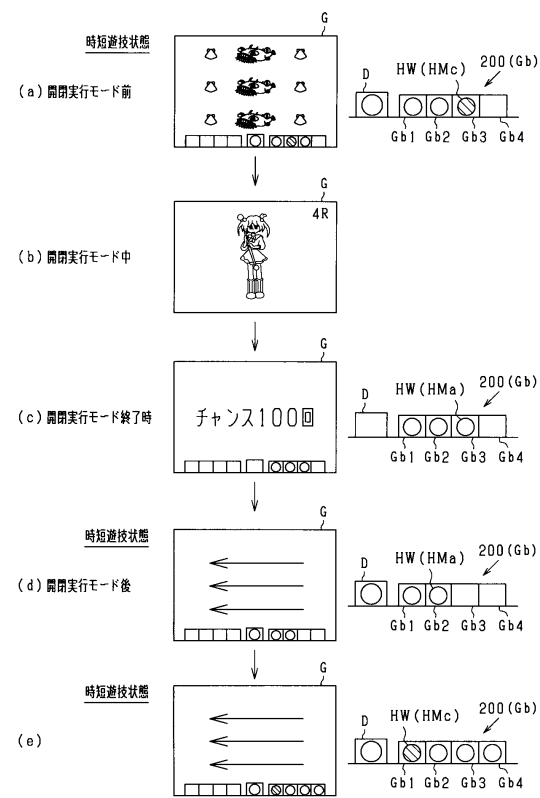 時短遊技状態
G
(a) 開閉実行モード前
D
HW(HMc)
200(Gb)
Gb1 Gb2 Gb3 Gb4
G
4R
(b) 開閉実行モード中
G
(c) 開閉実行モード終了時
チャンス100回
D
HW(HMa)
200(Gb)
Gb1 Gb2 Gb3 Gb4
時短遊技状態
G
(d) 開閉実行モード後
D
HW(HMa)
200(Gb)
Gb1 Gb2 Gb3 Gb4
時短遊技状態
G
(e)
D
HW(HMc)
200(Gb)
Gb1 Gb2 Gb3 Gb4